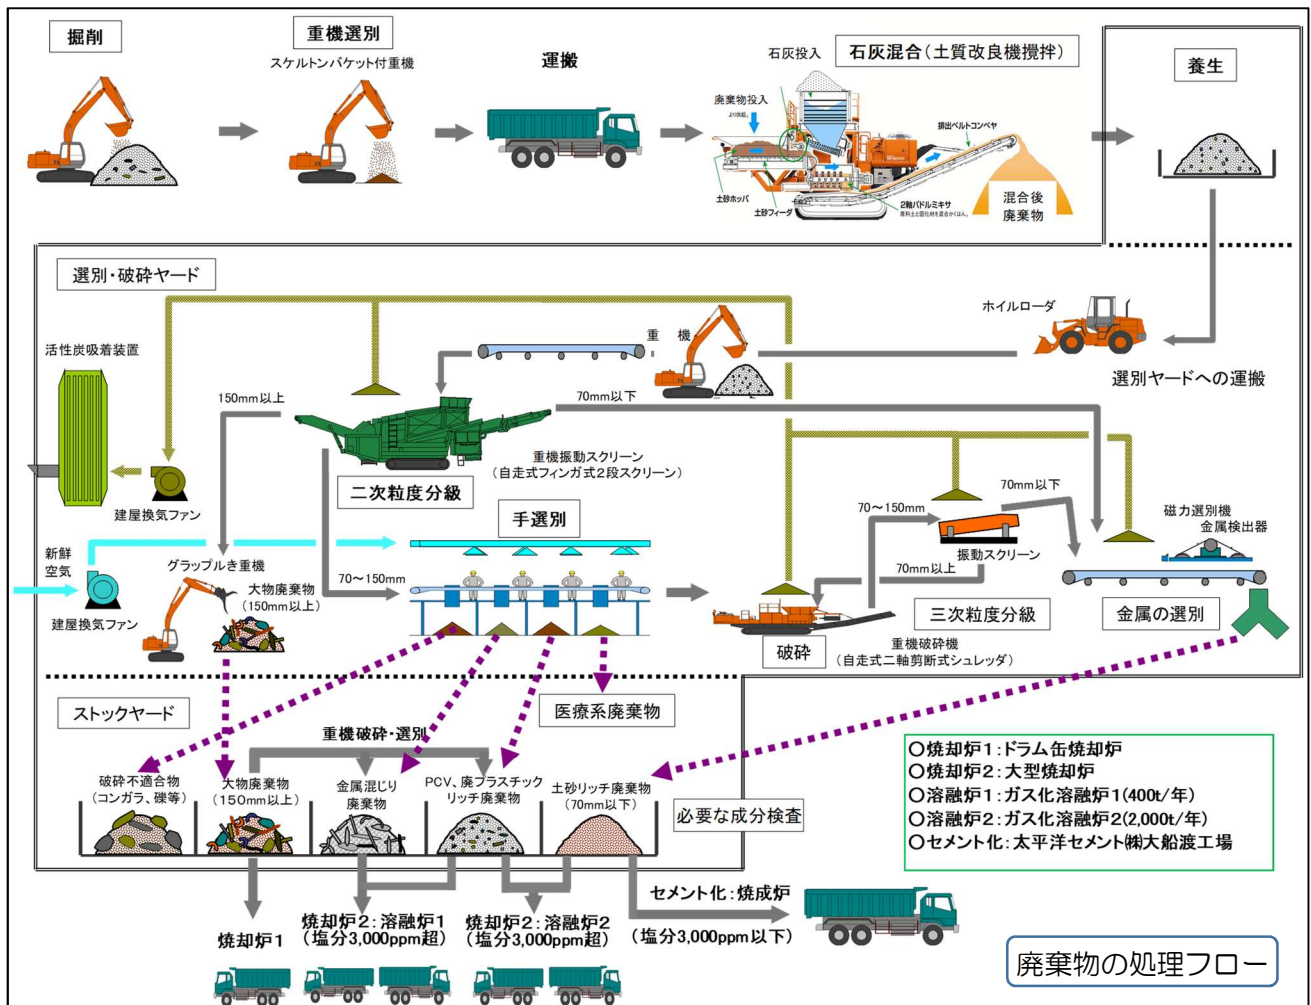 掘削
重機選別
スケルトンバケット付重機
運搬
石灰投入
石灰混合(土質改良機攪拌)
養生
廃棄物投入
より供給。
排出ベルトコンベヤ
土砂ホッパ
土砂フィーダ
2軸パドルミキサ
原料土と固化材を混合かくはん。
混合後
廃棄物
選別・破砕ヤード
ホイルローダ
重 機
活性炭吸着装置
選別ヤードへの運搬
150mm以上
70mm以下
重機振動スクリーン
(自走式フィンガ式2段スクリーン)
二次粒度分級
70mm以下
建屋換気ファン
手選別
70~150mm
磁力選別機
金属検出器
振動スクリーン
新鮮
空気
グラップルき重機
大物廃棄物
(150mm以上)
70~150mm
70mm以上
建屋換気ファン
三次粒度分級
金属の選別
破砕
重機破砕機
(自走式二軸剪断式シュレッダ)
ストックヤード
医療系廃棄物
重機破砕・選別
破砕不適合物
(コンガラ、礫等)
大物廃棄物
(150mm以上)
金属混じり
廃棄物
PCV、廃プラスチック
リッチ廃棄物
土砂リッチ廃棄物
(70mm以下)
必要な成分検査
○焼却炉1:ドラム缶焼却炉
○焼却炉2:大型焼却炉
○溶融炉1:ガス化溶融炉1(400t/年)
○溶融炉2:ガス化溶融炉2(2,000t/年)
○セメント化:太平洋セメント㈱大船渡工場
焼却炉1
焼却炉2:溶融炉1
(塩分3,000ppm超)
焼却炉2:溶融炉2
(塩分3,000ppm超)
セメント化:焼成炉
(塩分3,000ppm以下)
廃棄物の処理フロー